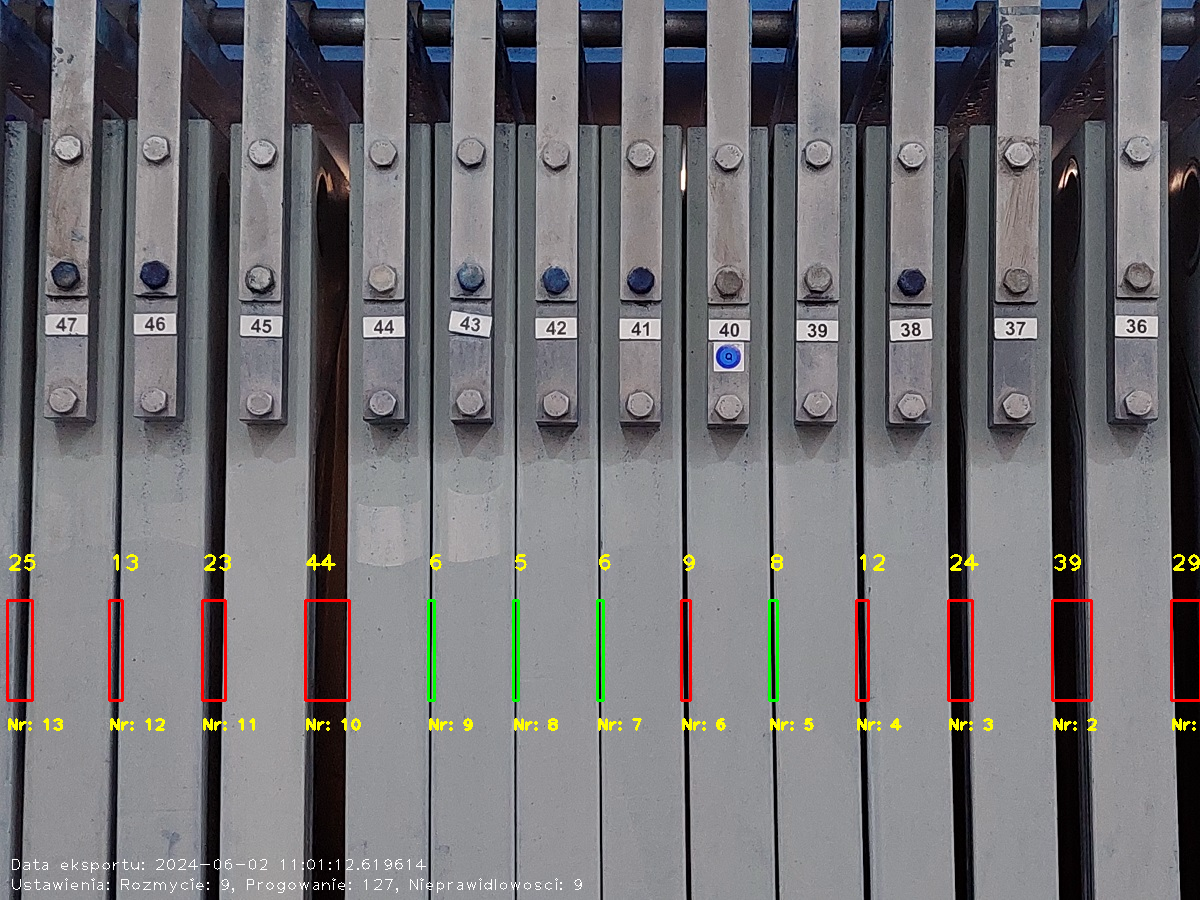 47 46 45 44 43 42 41 40 39 38 37 36
25 13 23 44 6 5 6 9 8 12 24 39 29
Nr: 13 Nr: 12 Nr: 11 Nr: 10 Nr: 9 Nr: 8 Nr: 7 Nr: 6 Nr: 5 Nr: 4 Nr: 3 Nr: 2 Nr:
Data eksportu: 2024-06-02 11:01:12.619614
Ustawienia: Rozmycie: 9, Progowanie: 127, Nieprawidlowosci: 9